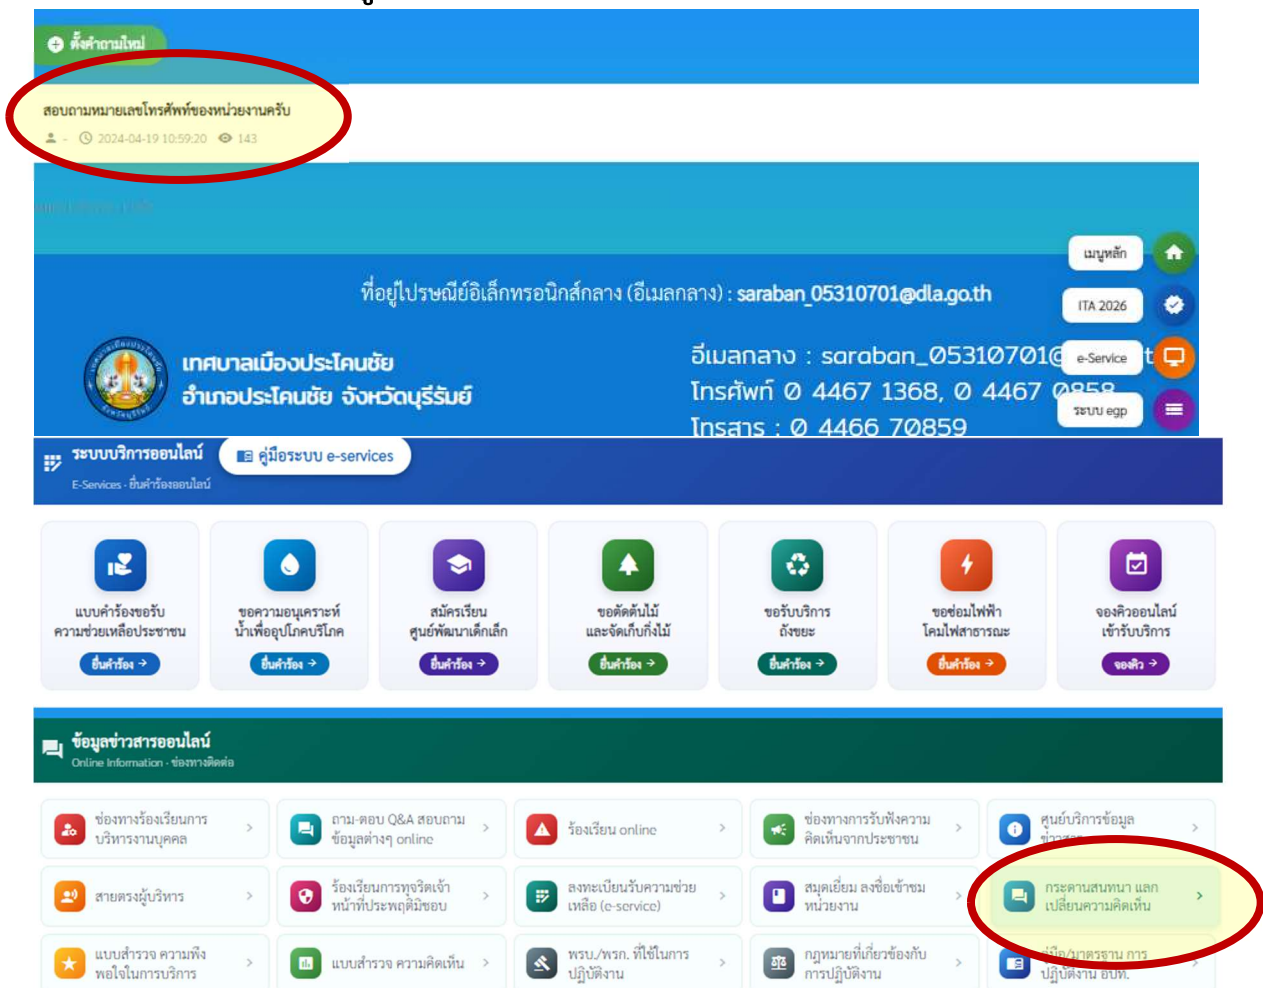 ตั้งคำถามใหม่
สอบถามหมายเลขโทรศัพท์ของหน่วยงานครับ
- 2024-04-19 10:59:20 143
เมนูหลัก
ที่อยู่ไปรษณีย์อิเล็กทรอนิกส์กลาง (อีเมลกลาง) : saraban_05310701@dla.go.th
ITA 2026
เทศบาลเมืองประโคนชัย
อำเภอประโคนชัย จังหวัดบุรีรัมย์
อีเมลกลาง : saraban_05310701@
e-Service
โทรศัพท์ 0 4467 1368, 0 4467 0858
ระบบ egp
โทรสาร : 0 4466 70859
ระบบบริการออนไลน์
E-Services - ยื่นคำร้องออนไลน์
คู่มือระบบ e-services
แบบคำร้องขอรับ
ความช่วยเหลือประชาชน
ยื่นคำร้อง →
ขอความอนุเคราะห์
น้ำเพื่ออุปโภคบริโภค
ยื่นคำร้อง →
สมัครเรียน
ศูนย์พัฒนาเด็กเล็ก
ยื่นคำร้อง →
ขอตัดต้นไม้
และจัดเก็บกิ่งไม้
ยื่นคำร้อง →
ขอรับบริการ
ถังขยะ
ยื่นคำร้อง →
ขอซ่อมไฟฟ้า
โคมไฟสาธารณะ
ยื่นคำร้อง →
จองคิวออนไลน์
เข้ารับบริการ
จองคิว →
ข้อมูลข่าวสารออนไลน์
Online Information - ช่องทางติดต่อ
ช่องทางร้องเรียนการ
บริหารงานบุคคล
ถาม-ตอบ Q&A สอบถาม
ข้อมูลต่างๆ online
ร้องเรียน online
ช่องทางการรับฟังความ
คิดเห็นจากประชาชน
ศูนย์บริการข้อมูล
ข่าวสาร
สายตรงผู้บริหาร
ร้องเรียนการทุจริตเจ้า
หน้าที่ประพฤติมิชอบ
ลงทะเบียนรับความช่วย
เหลือ (e-service)
สมุดเยี่ยม ลงชื่อเข้าชม
หน่วยงาน
กระดานสนทนา แลก
เปลี่ยนความคิดเห็น
แบบสำรวจ ความพึง
พอใจในการบริการ
แบบสำรวจ ความคิดเห็น
พรบ./พรก. ที่ใช้ในการ
ปฏิบัติงาน
กฎหมายที่เกี่ยวข้องกับ
การปฏิบัติงาน
คู่มือ/มาตรฐาน การ
ปฏิบัติงาน อปท.